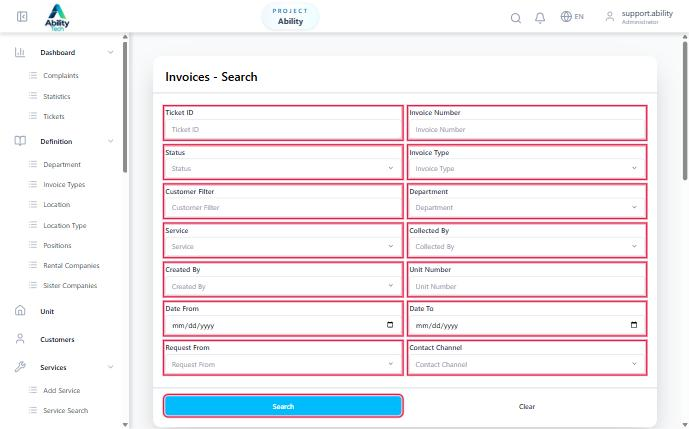 Ability
Tech
PROJECT
Ability
EN
support.ability
Administrator
Dashboard
Complaints
Statistics
Tickets
Definition
Department
Invoice Types
Location
Location Type
Positions
Rental Companies
Sister Companies
Unit
Customers
Services
Add Service
Service Search
Invoices - Search
Ticket ID
Ticket ID
Invoice Number
Invoice Number
Status
Status
Invoice Type
Invoice Type
Customer Filter
Customer Filter
Department
Department
Service
Service
Collected By
Collected By
Created By
Created By
Unit Number
Unit Number
Date From
mm/dd/yyyy
Date To
mm/dd/yyyy
Request From
Request From
Contact Channel
Contact Channel
Search
Clear